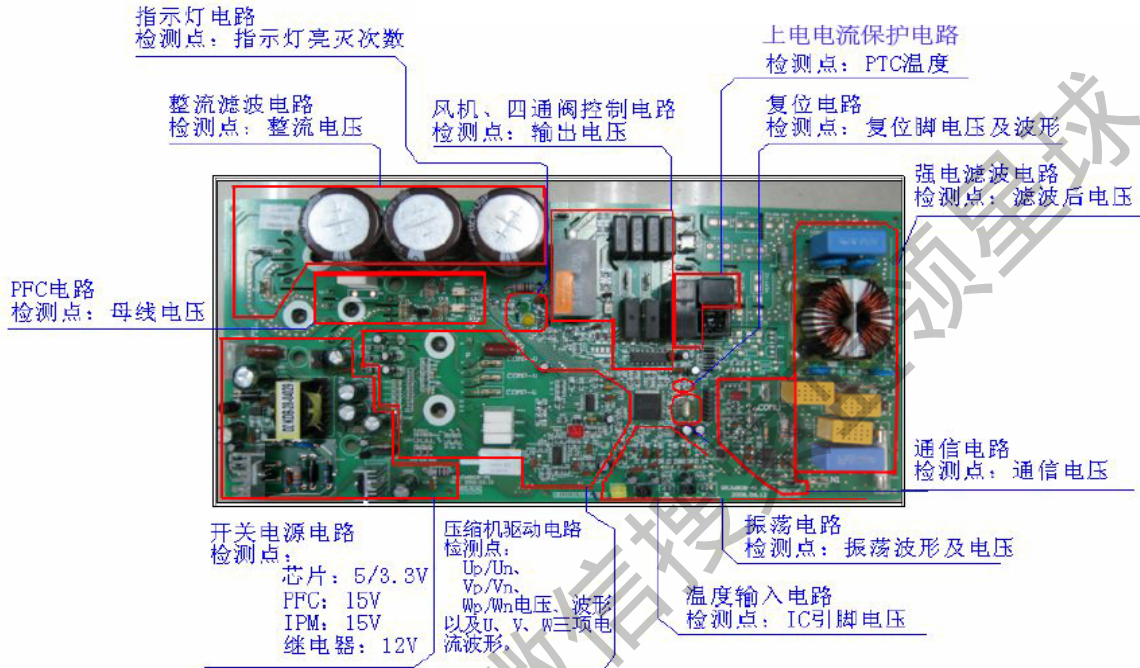 指示灯电路
检测点：指示灯亮灭次数
上电电流保护电路
检测点：PTC温度
整流滤波电路
检测点：整流电压
风机、四通阀控制电路
检测点：输出电压
复位电路
检测点：复位脚电压及波形
强电滤波电路
检测点：滤波后电压
PFC电路
检测点：母线电压
COMP-U
通信电路
检测点：通信电压
开关电源电路
检测点：
芯片：5/3.3V
PFC：15V
IPM：15V
继电器：12V
压缩机驱动电路
检测点：
Up/Un、
Vp/Vn、
Wp/Wn电压、波形
以及U、V、W三项电
流波形。
振荡电路
检测点：振荡波形及电压
温度输入电路
检测点：IC引脚电压
微信搜
领星球